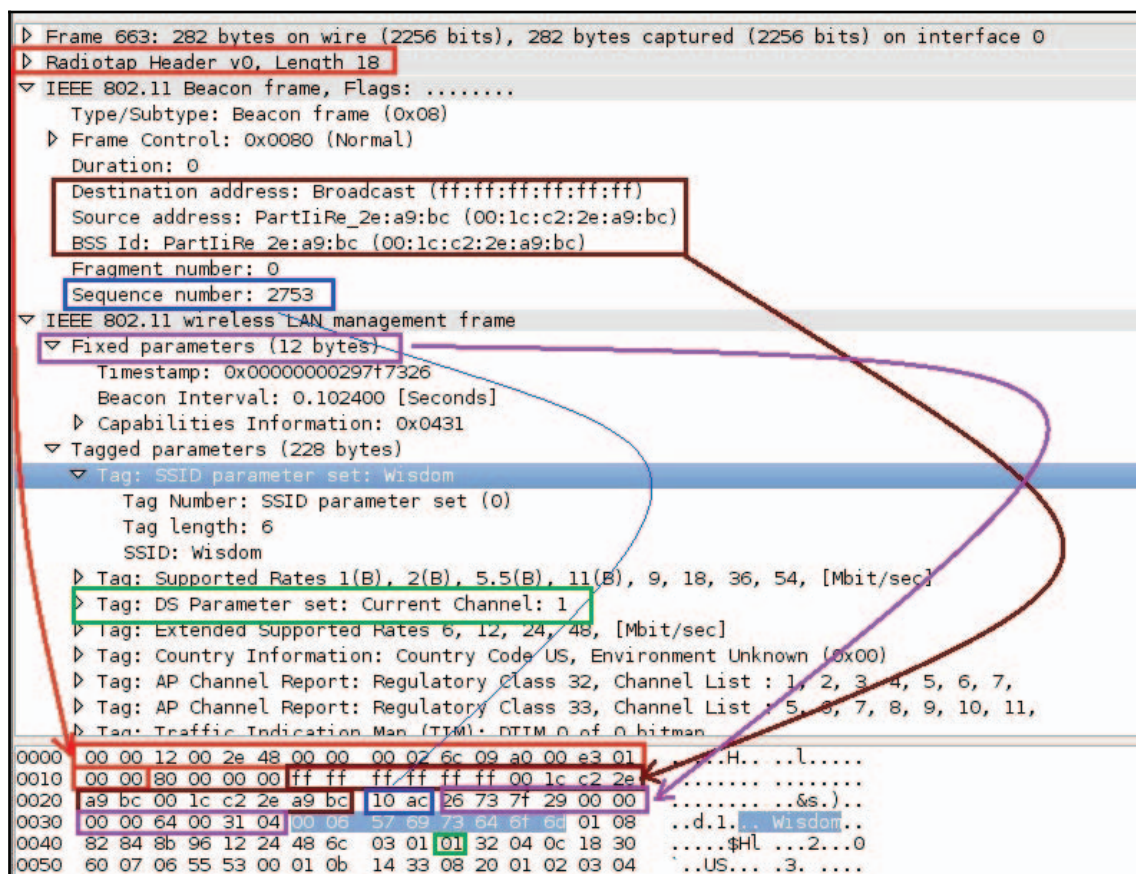 Frame 663: 282 bytes on wire (2256 bits), 282 bytes captured (2256 bits) on interface 0
Radiotap Header v0, Length 18
IEEE 802.11 Beacon frame, Flags: ........
Type/Subtype: Beacon frame (0x08)
Frame Control: 0x0080 (Normal)
Duration: 0
Destination address: Broadcast (ff:ff:ff:ff:ff:ff)
Source address: PartIiRe_2e:a9:bc (00:1c:c2:2e:a9:bc)
BSS Id: PartIiRe_2e:a9:bc (00:1c:c2:2e:a9:bc)
Fragment number: 0
Sequence number: 2753
IEEE 802.11 wireless LAN management frame
Fixed parameters (12 bytes)
Timestamp: 0x00000000297f7326
Beacon Interval: 0.102400 [Seconds]
Capabilities Information: 0x0431
Tagged parameters (228 bytes)
Tag: SSID parameter set: Wisdom
Tag Number: SSID parameter set (0)
Tag length: 6
SSID: Wisdom
Tag: Supported Rates 1(B), 2(B), 5.5(B), 11(B), 9, 18, 36, 54, [Mbit/sec]
Tag: DS Parameter set: Current Channel: 1
Tag: Extended Supported Rates 6, 12, 24, 48, [Mbit/sec]
Tag: Country Information: Country Code US, Environment Unknown (0x00)
Tag: AP Channel Report: Regulatory Class 32, Channel List : 1, 2, 3, 4, 5, 6, 7,
Tag: AP Channel Report: Regulatory Class 33, Channel List : 5, 6, 7, 8, 9, 10, 11,
Tag: Traffic Indication Map (TIM): DTIM 0 of 0 bitmap
0000 00 00 12 00 2e 48 00 00 00 02 6c 09 a0 00 e3 01 .....H.. ..l.....
0010 00 00 80 00 00 00 ff ff ff ff ff ff 00 1c c2 2e ........ ........
0020 a9 bc 00 1c c2 2e a9 bc 10 ac 26 73 7f 29 00 00 ........ ..&s.)..
0030 00 00 64 00 31 04 00 06 57 69 73 64 6f 6d 01 08 ..d.1... Wisdom..
0040 82 84 8b 96 12 24 48 6c 03 01 01 32 04 0c 18 30 .....$Hl ...2...0
0050 60 07 06 55 53 00 01 0b 14 33 08 20 01 02 03 04 `..US... .3. ....